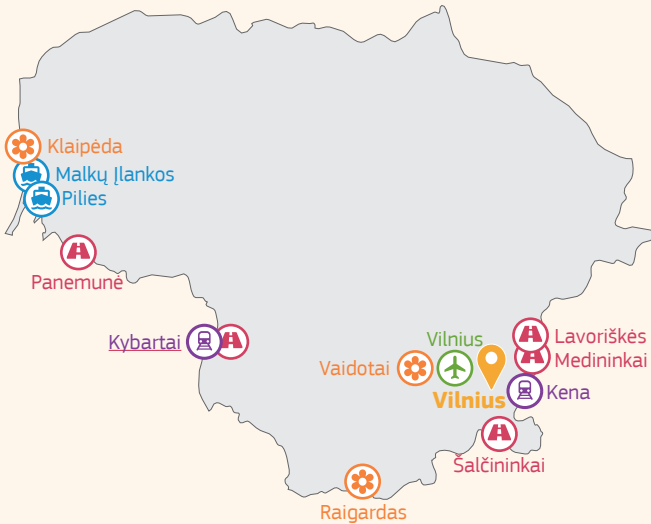 Klaipėda
Malkų Įlankos
Pilies
Panemunė
Kybartai
Vilnius
Lavoriškės
Medininkai
Vaidotai
Vilnius
Kena
Šalčininkai
Raigardas